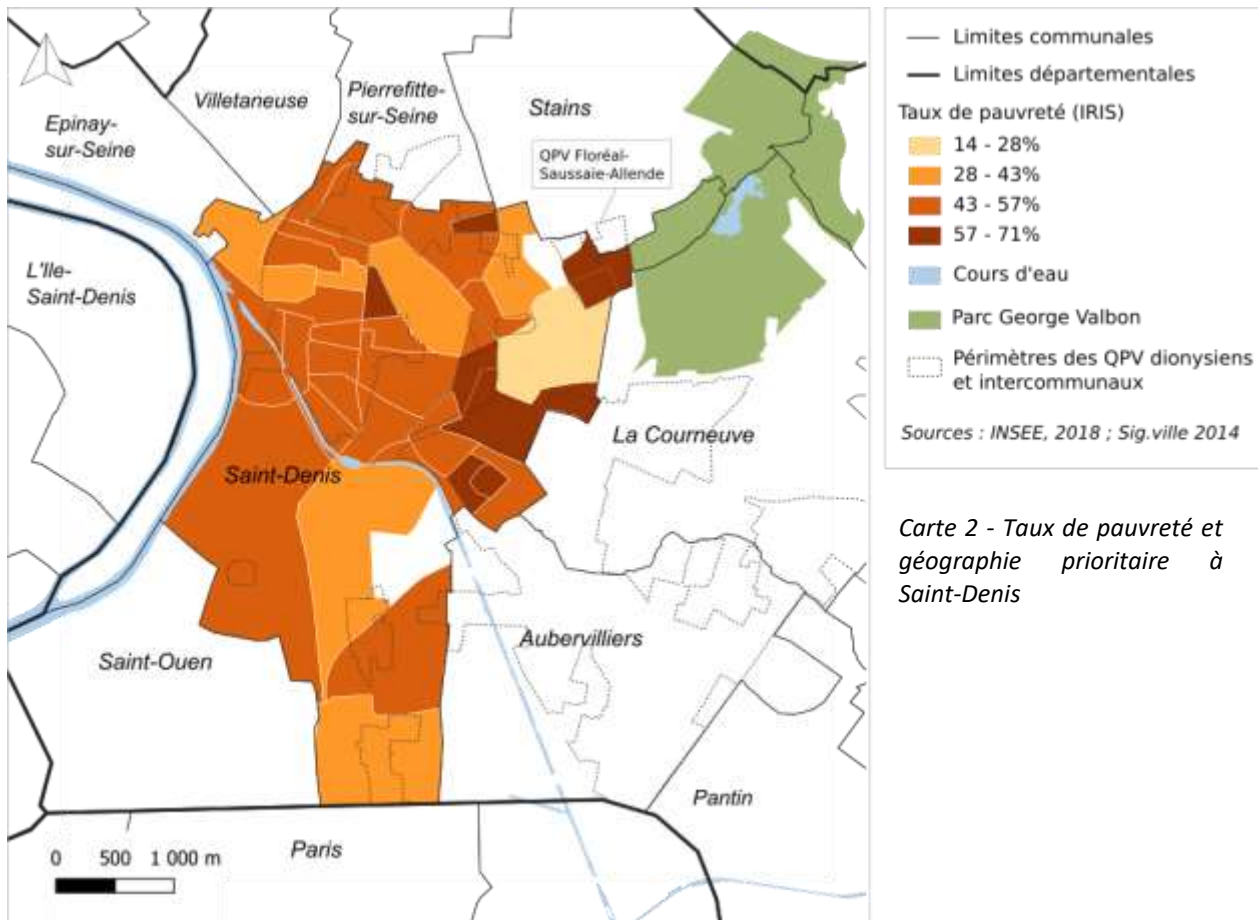 Villetaneuse
Pierrefitte-
sur-Seine
Stains
Epinay-
sur-Seine
QPV Floréal-
Saussaie-Allende
L'Ile-
Saint-Denis
La Courneuve
Saint-Denis
Aubervilliers
Saint-Ouen
Pantin
Paris
0 500 1 000 m
Limites communales
Limites départementales
Taux de pauvreté (IRIS)
14 - 28%
28 - 43%
43 - 57%
57 - 71%
Cours d'eau
Parc George Valbon
Périmètres des QPV dionysiens
et intercommunaux
Sources : INSEE, 2018 ; Sig.ville 2014
Carte 2 - Taux de pauvreté et
géographie prioritaire à
Saint-Denis